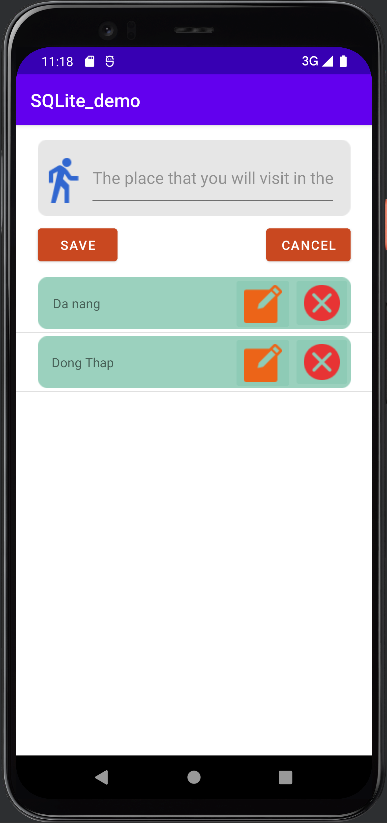 11:18 3G
SQLite_demo
The place that you will visit in the
SAVE CANCEL
Da nang
Dong Thap